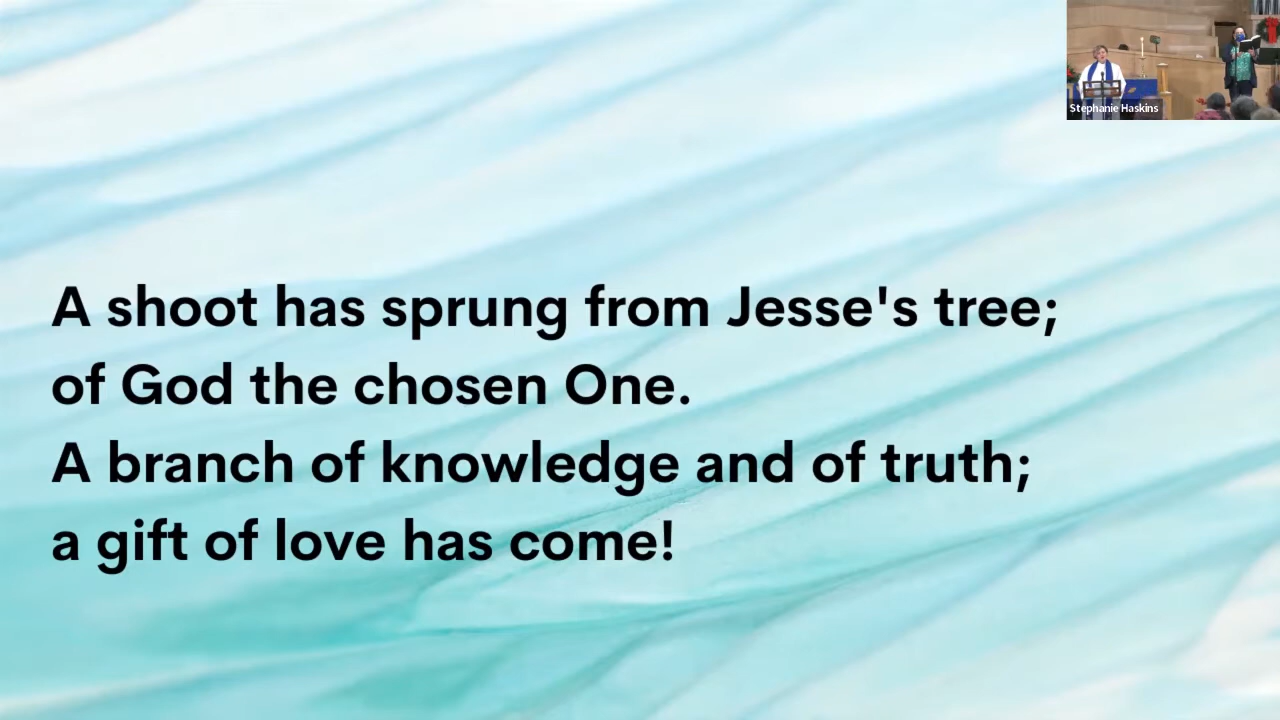 Stephanie Haskins
A shoot has sprung from Jesse's tree;
of God the chosen One.
A branch of knowledge and of truth;
a gift of love has come!